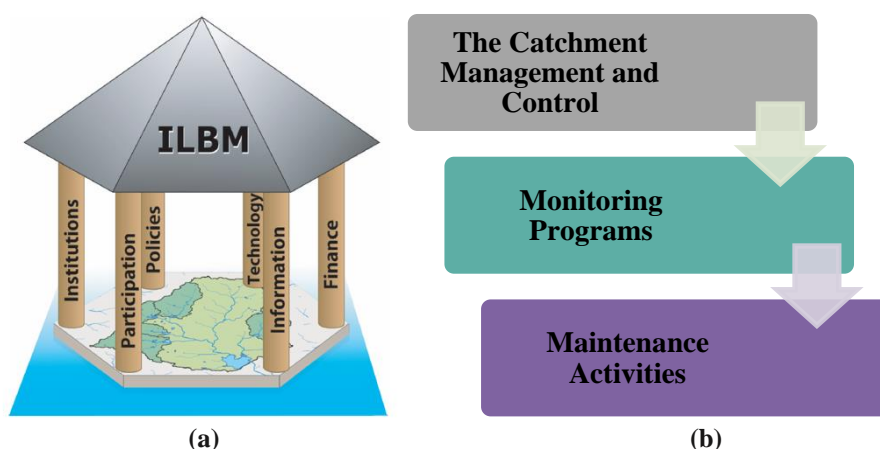 ILBM
Institutions
Participation
Policies
Technology
Information
Finance
(a)
The Catchment
Management and
Control
Monitoring
Programs
Maintenance
Activities
(b)